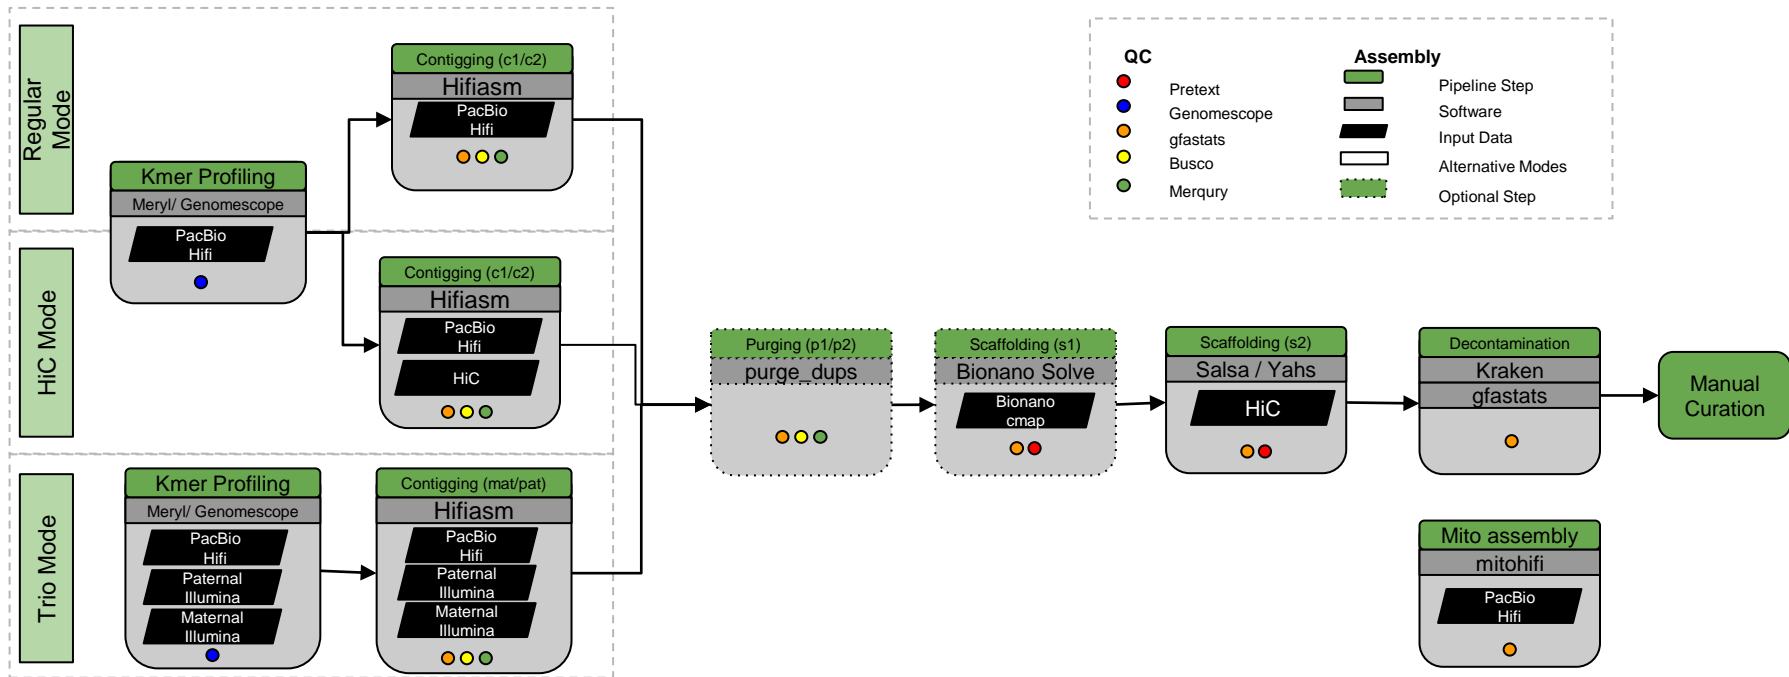 Regular
Mode
Kmer Profiling
Meryl/ Genomescope
PacBio
Hifi
Contigging (c1/c2)
Hifiasm
PacBio
Hifi
HiC Mode
Contigging (c1/c2)
Hifiasm
PacBio
Hifi
HiC
Trio Mode
Kmer Profiling
Meryl/ Genomescope
PacBio
Hifi
Paternal
Illumina
Maternal
Illumina
Contigging (mat/pat)
Hifiasm
PacBio
Hifi
Paternal
Illumina
Maternal
Illumina
Purging (p1/p2)
purge_dups
Scaffolding (s1)
Bionano Solve
Bionano
cmap
Scaffolding (s2)
Salsa / Yahs
HiC
Decontamination
Kraken
gfastats
Manual
Curation
Mito assembly
mitohifi
PacBio
Hifi
QC
Pretext
Genomescope
gfastats
Busco
Merqury
Assembly
Pipeline Step
Software
Input Data
Alternative Modes
Optional Step